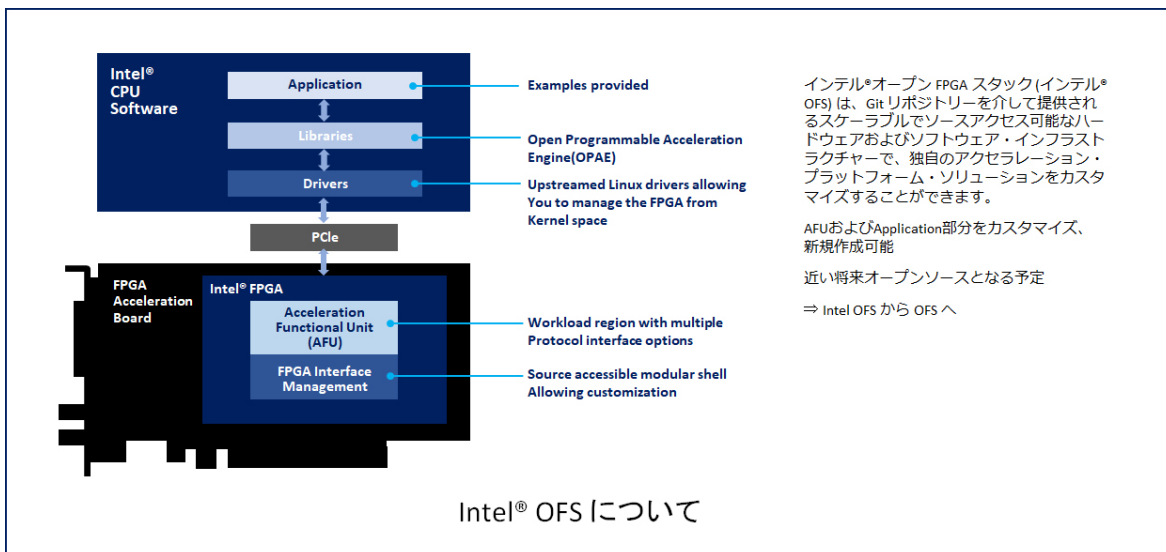 Intel®
CPU
Software
Application
Examples provided
Libraries
Open Programmable Acceleration
Engine(OPAE)
Drivers
Upstreamed Linux drivers allowing
You to manage the FPGA from
Kernel space
PCIe
FPGA
Acceleration
Board
Intel® FPGA
Acceleration
Functional Unit
(AFU)
Workload region with multiple
Protocol interface options
FPGA Interface
Management
Source accessible modular shell
Allowing customization
インテル®オープン FPGA スタック (インテル®
OFS) は、Git リポジトリーを介して提供され
るスケーラブルでソースアクセス可能なハー
ドウェアおよびソフトウェア・インフラスト
ラクチャーで、独自のアクセラレーション・
プラットフォーム・ソリューションをカスタ
マイズすることができます。
AFUおよびApplication部分をカスタマイズ、
新規作成可能
近い将来オープンソースとなる予定
⇒ Intel OFS から OFS へ
Intel® OFS について